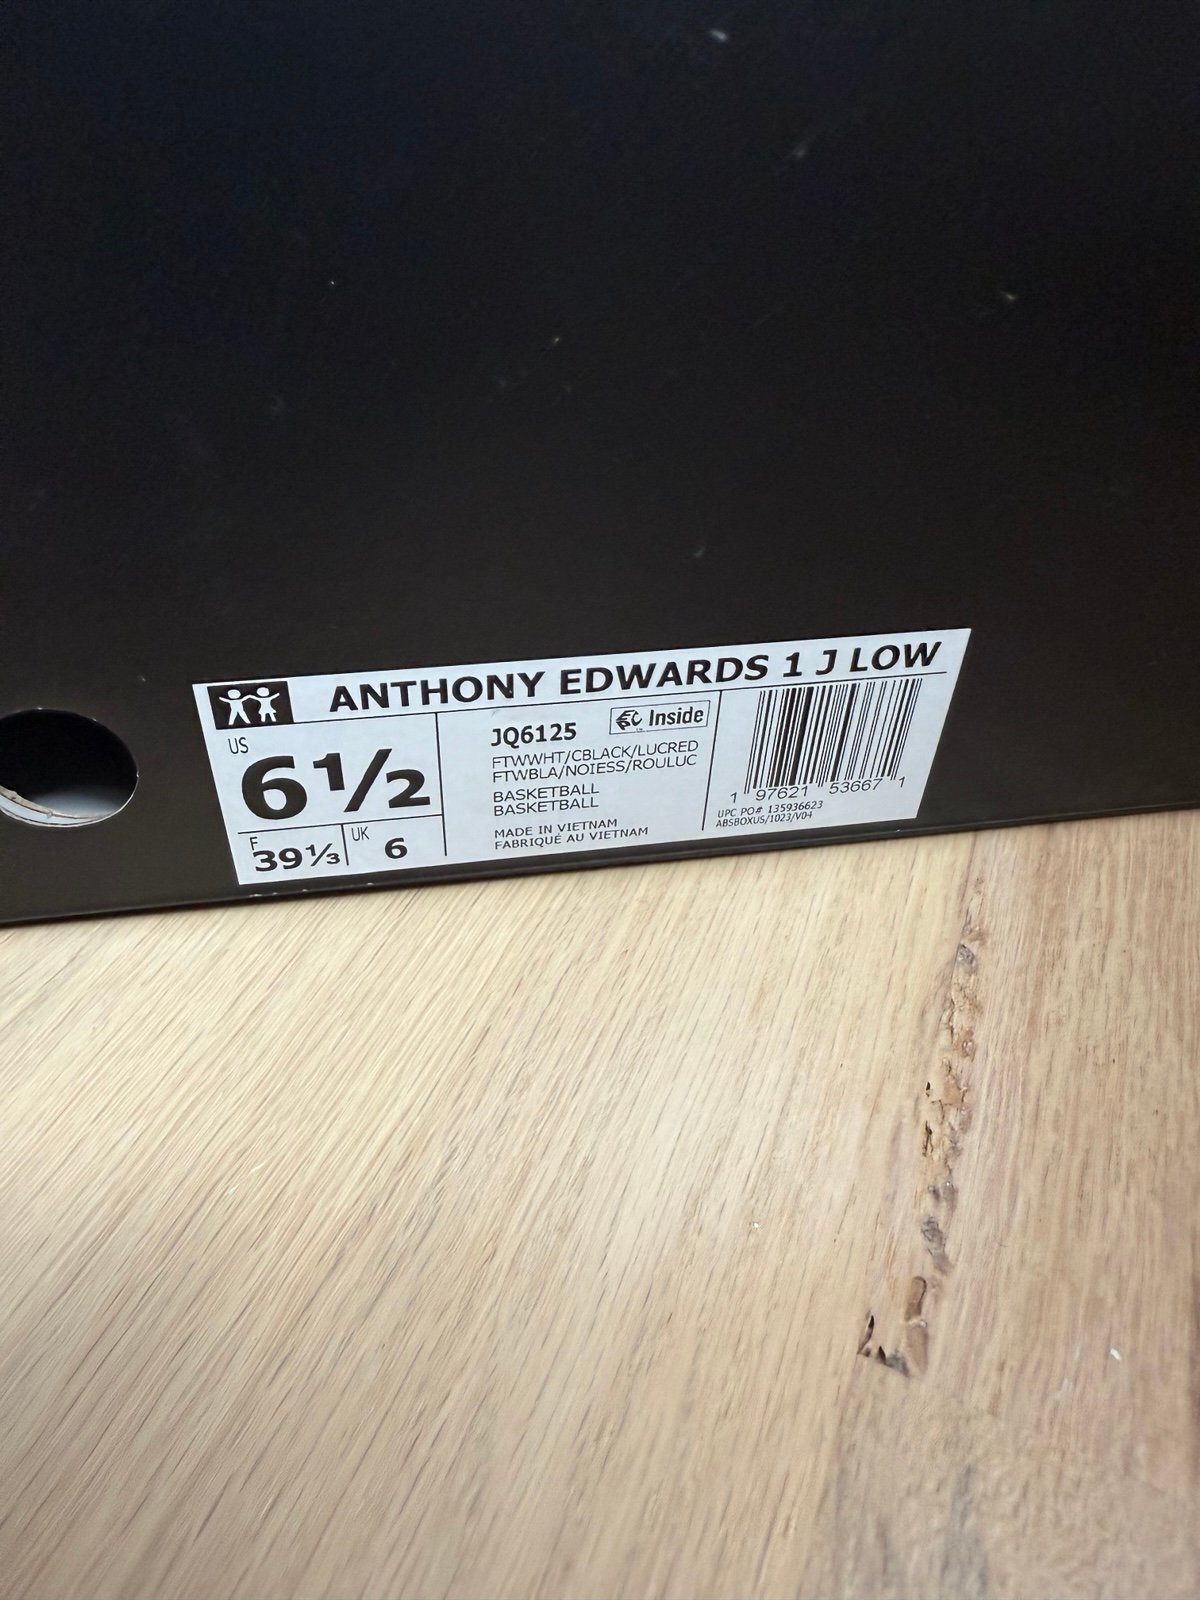 ANTHONY EDWARDS 1 J LOW
US
6½
F
39⅓
UK
6
JQ6125
Inside
FTWWHT/CBLACK/LUCRED
FTWBLA/NOIESS/ROULUC
BASKETBALL
BASKETBALL
MADE IN VIETNAM
FABRIQUÉ AU VIETNAM
1 97621 53667 1
UPC PO# 135936623
ABSBOXUS/1023/V04